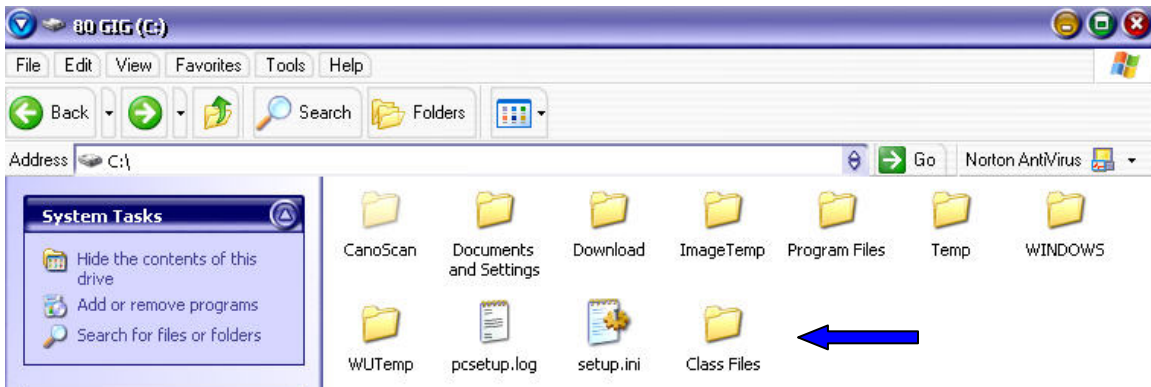 80 GIG (C:)
File Edit View Favorites Tools Help
Back Search Folders
Address C:\ Go Norton AntiVirus
System Tasks
Hide the contents of this
drive
Add or remove programs
Search for files or folders
CanoScan Documents and Settings Download ImageTemp Program Files Temp WINDOWS
WUTemp pcsetup.log setup.ini Class Files